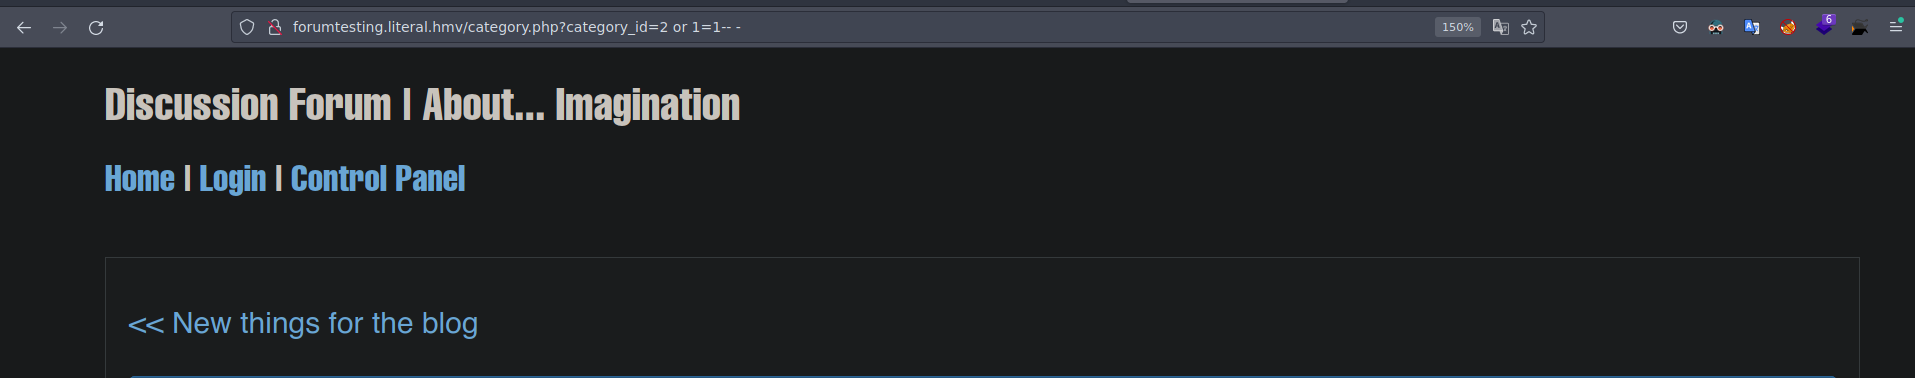 forumtesting.literal.hmv/category.php?category_id=2 or 1=1-- -
150%
6
Discussion Forum | About... Imagination
Home | Login | Control Panel
<< New things for the blog